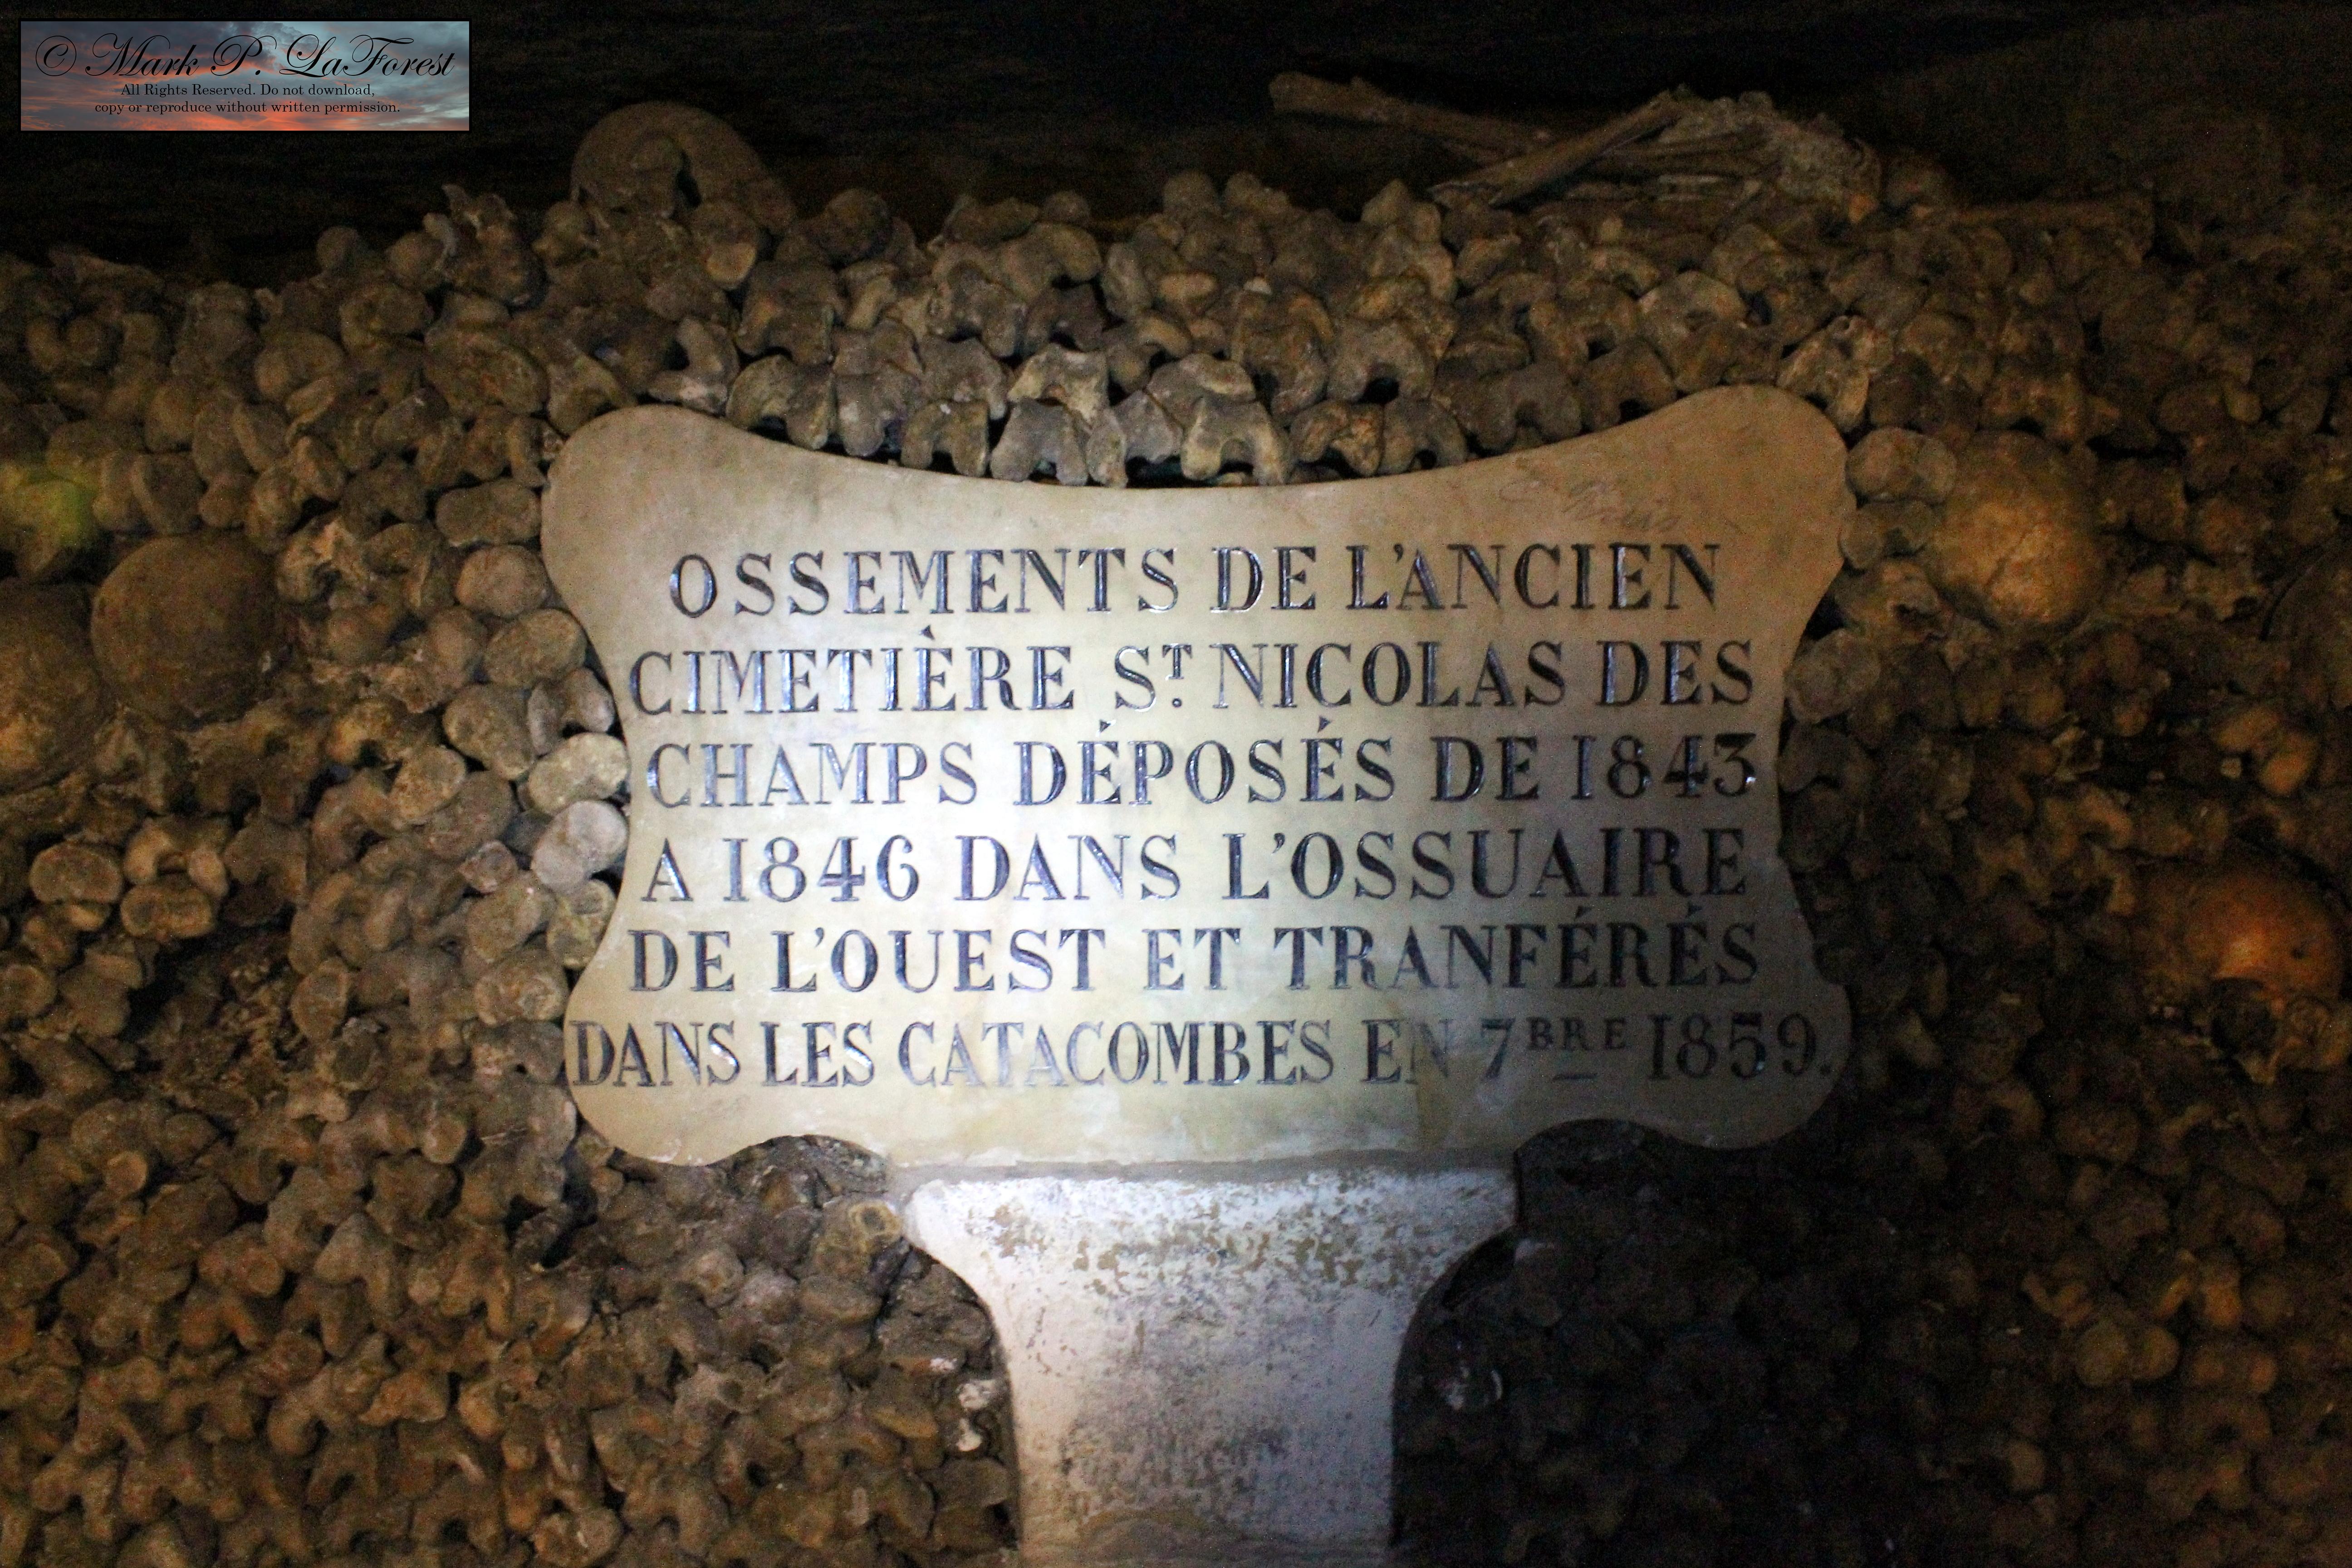 © Mark P. LaForest
All Rights Reserved. Do not download,
copy or reproduce without written permission.
OSSEMENTS DE L'ANCIEN
CIMETIÈRE ST. NICOLAS DES
CHAMPS DÉPOSÉS DE 1843
A 1846 DANS L'OSSUAIRE
DE L'OUEST ET TRANFÉRÉS
DANS LES CATACOMBES EN 7BRE 1859.